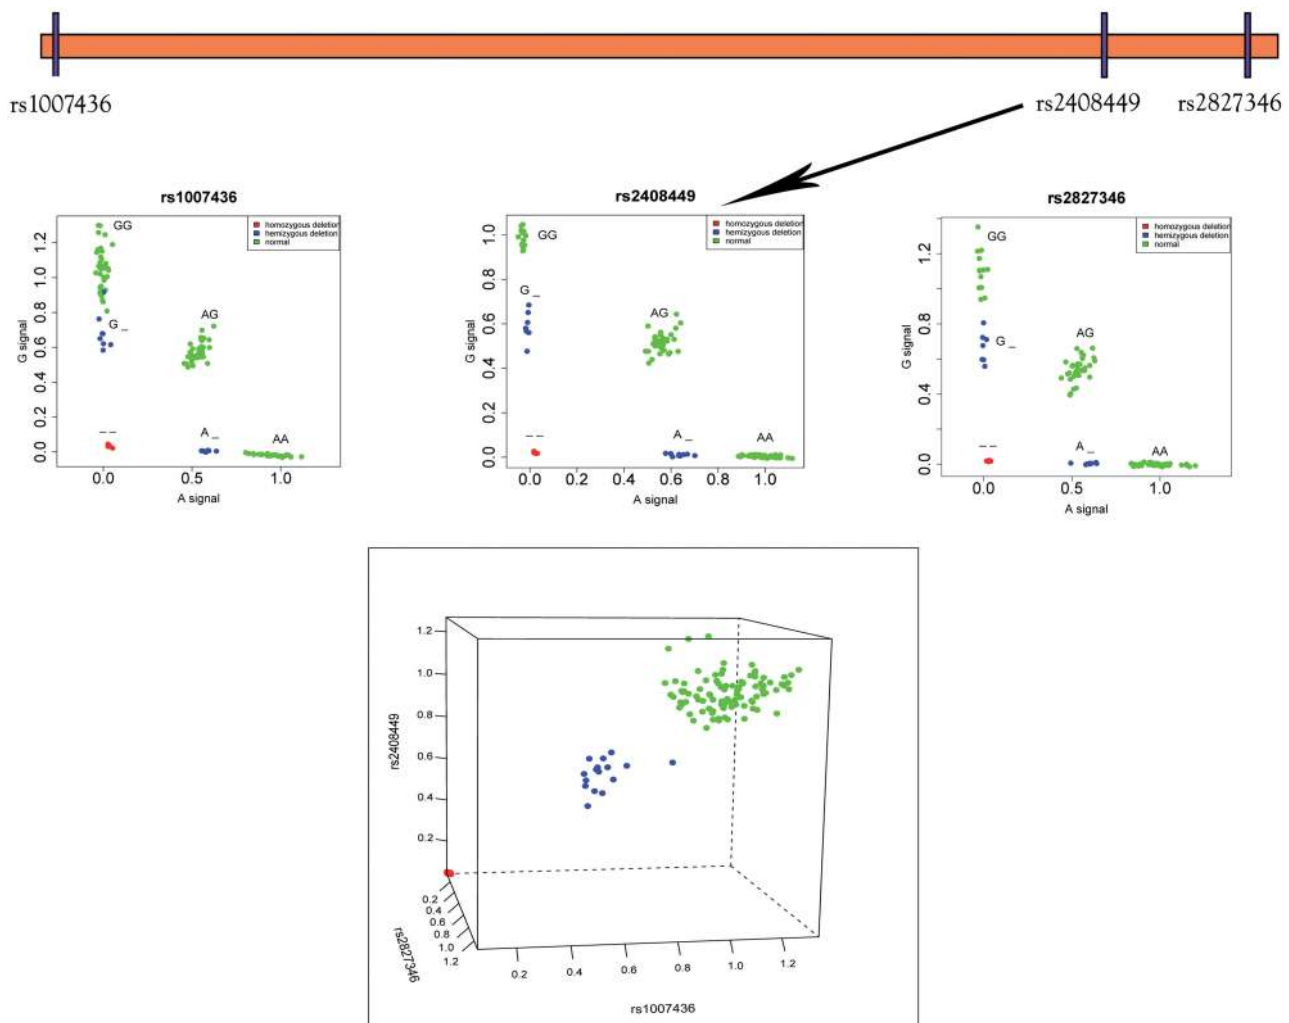 rs1007436
rs2408449
rs2827346
rs1007436
homozygous deletion
hemizygous deletion
normal
GG
G _
AG
_ _
A _
AA
0.0 0.2 0.4 0.6 0.8 1.0 1.2
G signal
0.0 0.5 1.0
A signal
rs2408449
homozygous deletion
hemizygous deletion
normal
GG
G _
AG
_ _
A _
AA
0.0 0.2 0.4 0.6 0.8 1.0
G signal
0.0 0.2 0.4 0.6 0.8 1.0
A signal
rs2827346
homozygous deletion
hemizygous deletion
normal
GG
G _
AG
_ _
A _
AA
0.0 0.4 0.8 1.2
G signal
0.0 0.5 1.0
A signal
1.2
1.0
0.8
0.6
0.4
0.2
rs2408449
0.2
0.4
0.6
0.8
1.0
1.2
rs2827346
0.2 0.4 0.6 0.8 1.0 1.2
rs1007436